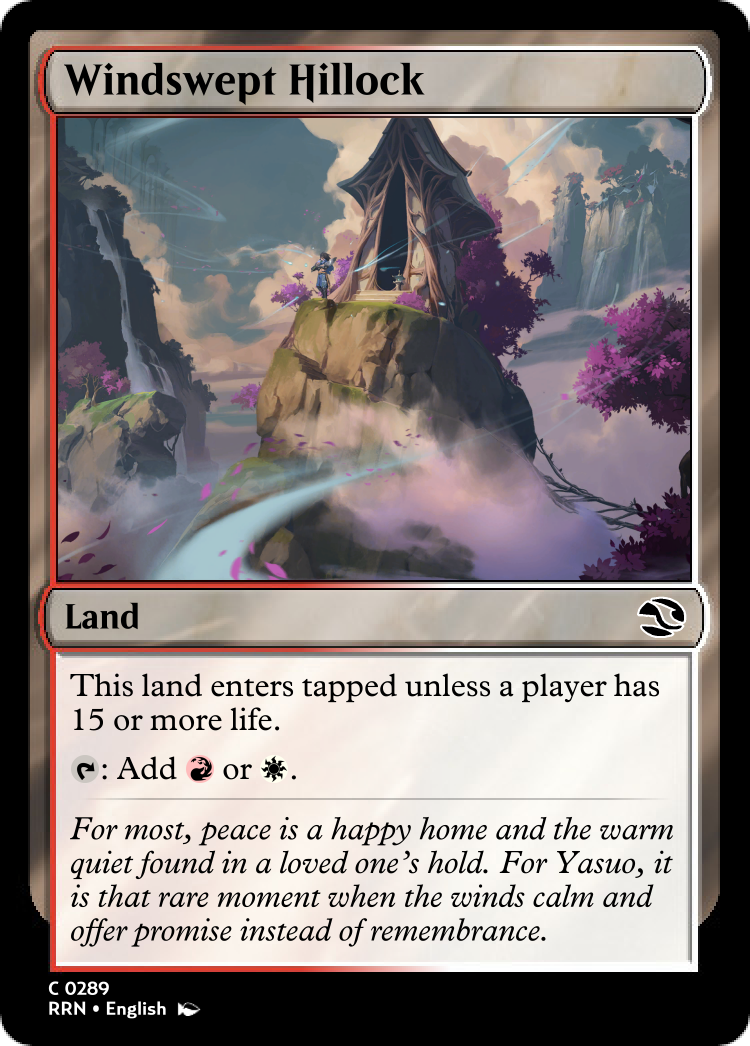 Windswept Hillock
Land
This land enters tapped unless a player has
15 or more life.
: Add or .
For most, peace is a happy home and the warm
quiet found in a loved one's hold. For Yasuo, it
is that rare moment when the winds calm and
offer promise instead of remembrance.
C 0289
RRN • English